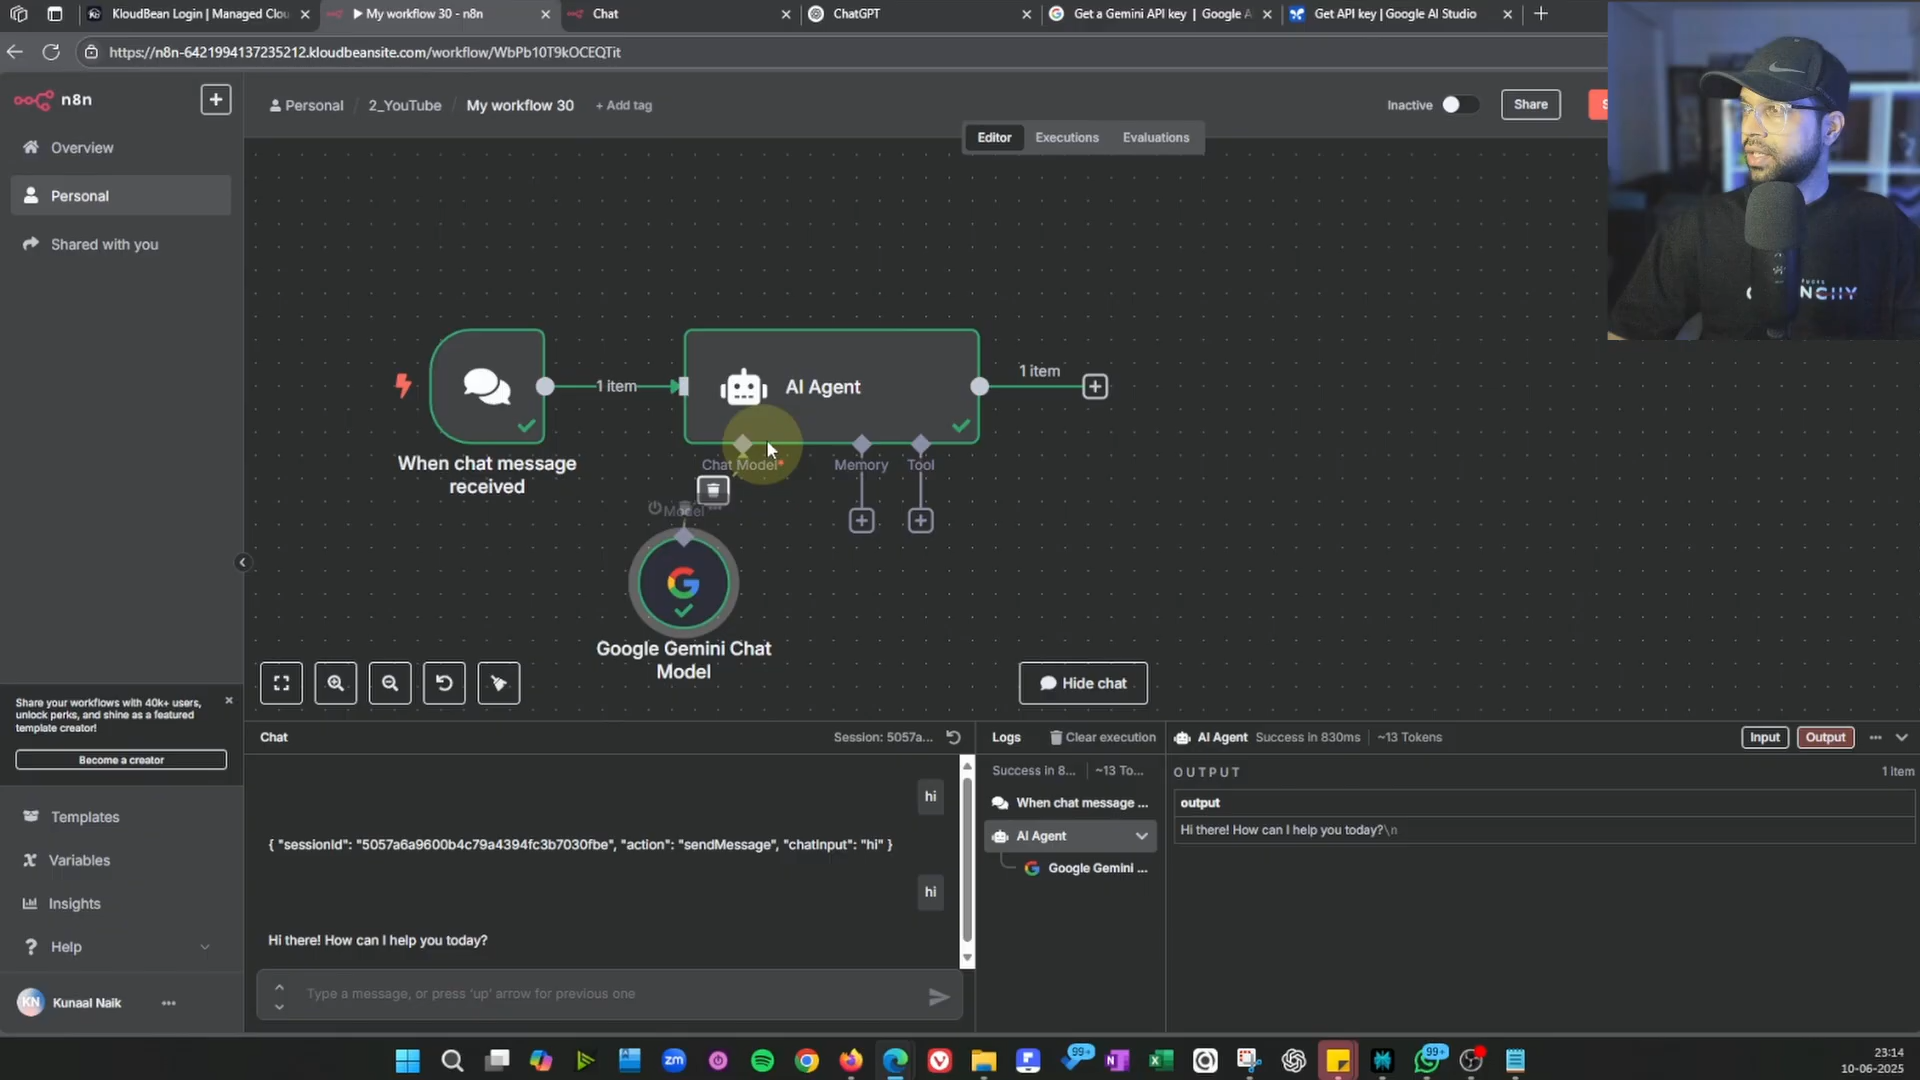 KloudBean Login | Managed Clou
My workflow 30 - n8n
Chat
ChatGPT
Get a Gemini API key | Google A
Get API key | Google AI Studio
https://n8n-6421994137235212.kloudbeansite.com/workflow/WbPb10T9kOCEQTit
n8n
Personal
2_YouTube
My workflow 30
+ Add tag
Inactive
Share
S
Editor
Executions
Evaluations
Overview
Personal
Shared with you
1 item
AI Agent
1 item
When chat message
received
Chat Model*
Memory
Tool
Model
Google Gemini Chat
Model
Hide chat
Share your workflows with 40k+ users,
unlock perks, and shine as a featured
template creator!
Become a creator
Templates
Variables
Insights
Help
KN
Kunaal Naik
Chat
Session: 5057a...
hi
{ "sessionId": "5057a6a9600b4c79a4394fc3b7030fbe", "action": "sendMessage", "chatInput": "hi" }
hi
Hi there! How can I help you today?
Type a message, or press 'up' arrow for previous one
Logs
Clear execution
Success in 8...
~13 To...
When chat message ...
AI Agent
Google Gemini ...
AI Agent
Success in 830ms
~13 Tokens
Input
Output
OUTPUT
1 item
output
Hi there! How can I help you today?\n
zm
99+
99+
23:14
10-06-2025